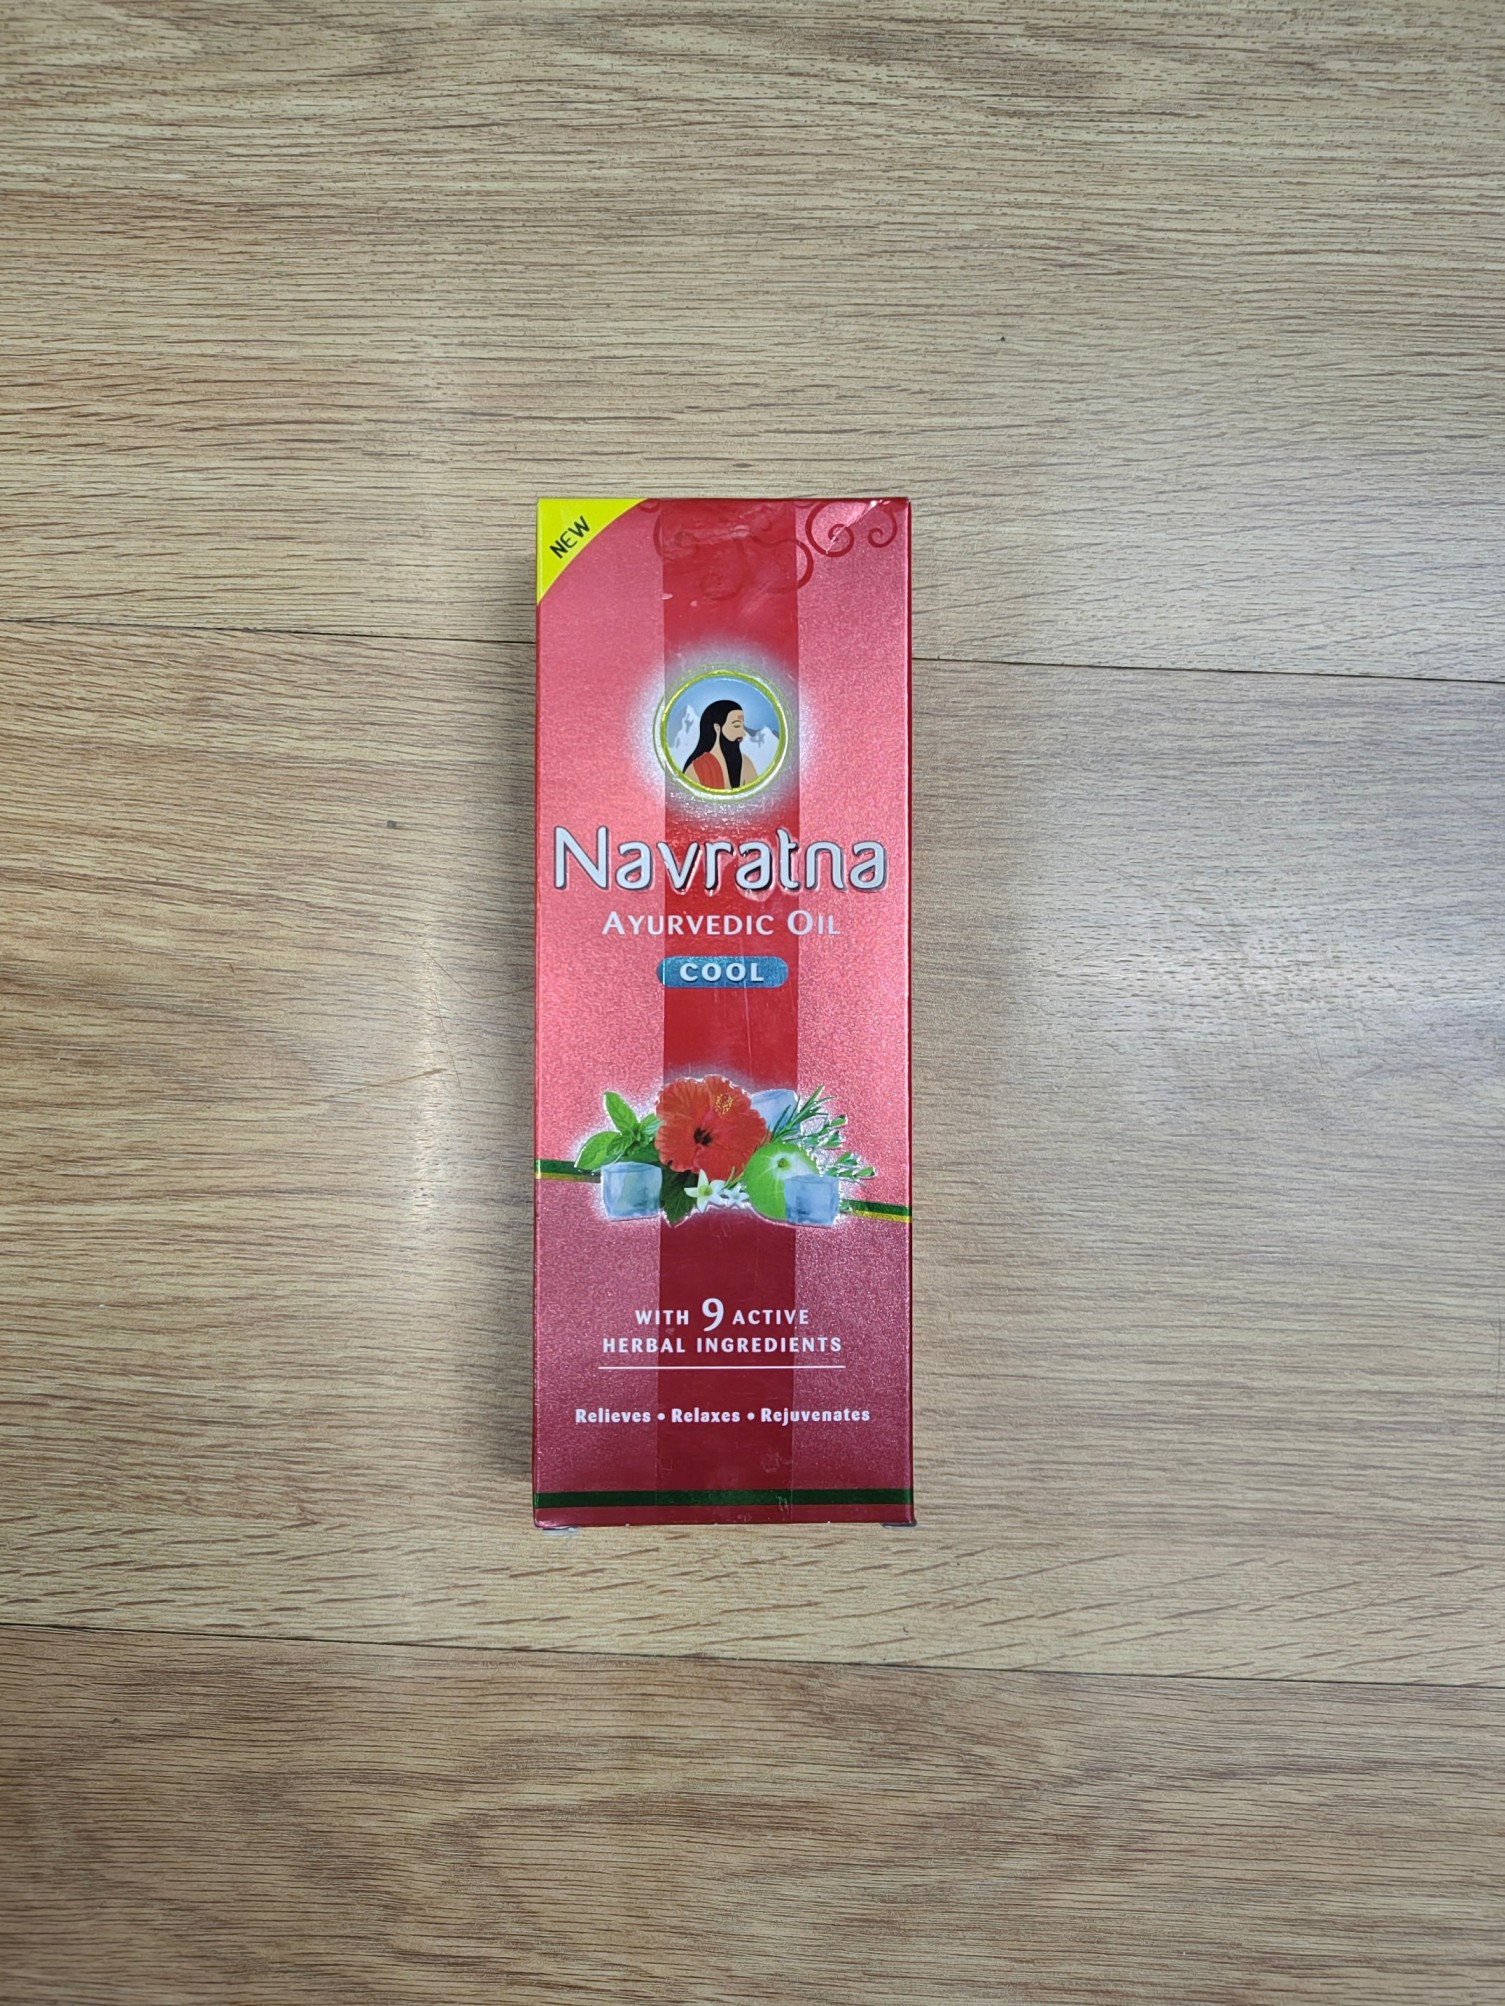 NEW
Navratna
AYURVEDIC OIL
COOL
WITH 9 ACTIVE
HERBAL INGREDIENTS
Relieves • Relaxes • Rejuvenates